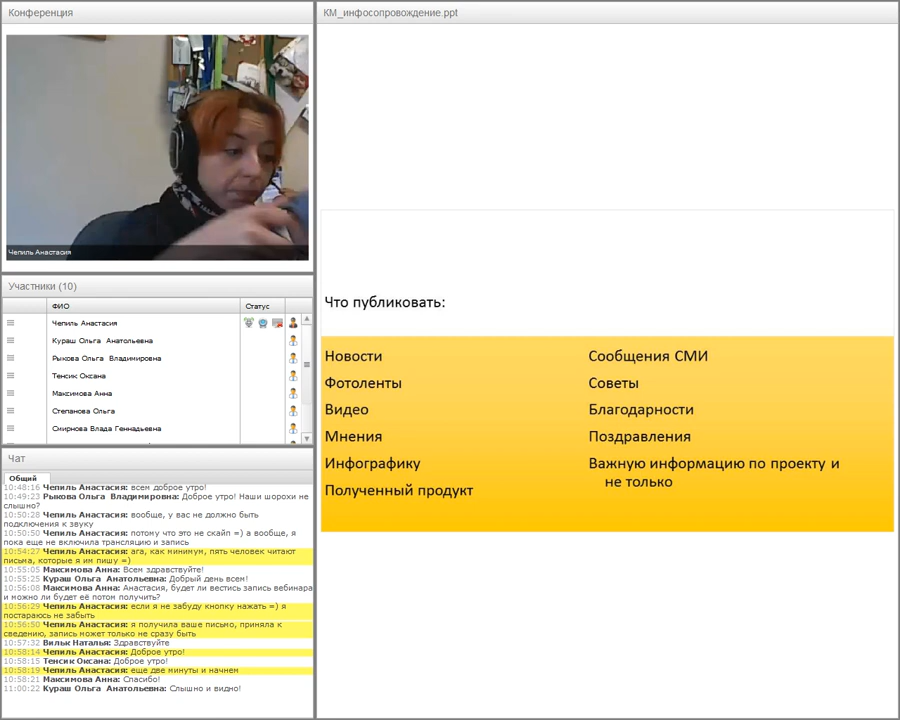 Конференция
Чепиль Анастасия
Участники (10)
ФИО Статус
Чепиль Анастасия
Кураш Ольга Анатольевна
Рыкова Ольга Владимировна
Тенсик Оксана
Максимова Анна
Степанова Ольга
Смирнова Влада Геннадьевна
Чат
Общий
10:48:16 Чепиль Анастасия: всем доброе утро!
10:49:23 Рыкова Ольга Владимировна: Доброе утро! Наши шорохи не
слышно?
10:50:28 Чепиль Анастасия: вообще, у вас не должно быть
подключения к звуку
10:50:50 Чепиль Анастасия: потому что это не скайп =) а вообще, я
пока еще не включила трансляцию и запись
10:54:27 Чепиль Анастасия: ага, как минимум, пять человек читают
письма, которые я им пишу =)
10:55:05 Максимова Анна: Всем здравствуйте!
10:55:25 Кураш Ольга Анатольевна: Добрый день всем!
10:56:08 Максимова Анна: Анастасия, будет ли вестись запись вебинара
и можно ли будет её потом получить?
10:56:29 Чепиль Анастасия: если я не забуду кнопку нажать =) я
постараюсь не забыть
10:56:50 Чепиль Анастасия: я получила ваше письмо, приняла к
сведению, запись может только не сразу быть
10:57:32 Вильк Наталья: Здравствуйте
10:58:14 Чепиль Анастасия: Доброе утро!
10:58:15 Тенсик Оксана: Доброе утро!
10:58:19 Чепиль Анастасия: еще две минуты и начнем
10:58:21 Максимова Анна: Спасибо!
11:00:22 Кураш Ольга Анатольевна: Слышно и видно!
КМ_инфосопровождение.ppt
Что публиковать:
Новости
Фотоленты
Видео
Мнения
Инфографику
Полученный продукт
Сообщения СМИ
Советы
Благодарности
Поздравления
Важную информацию по проекту и
не только